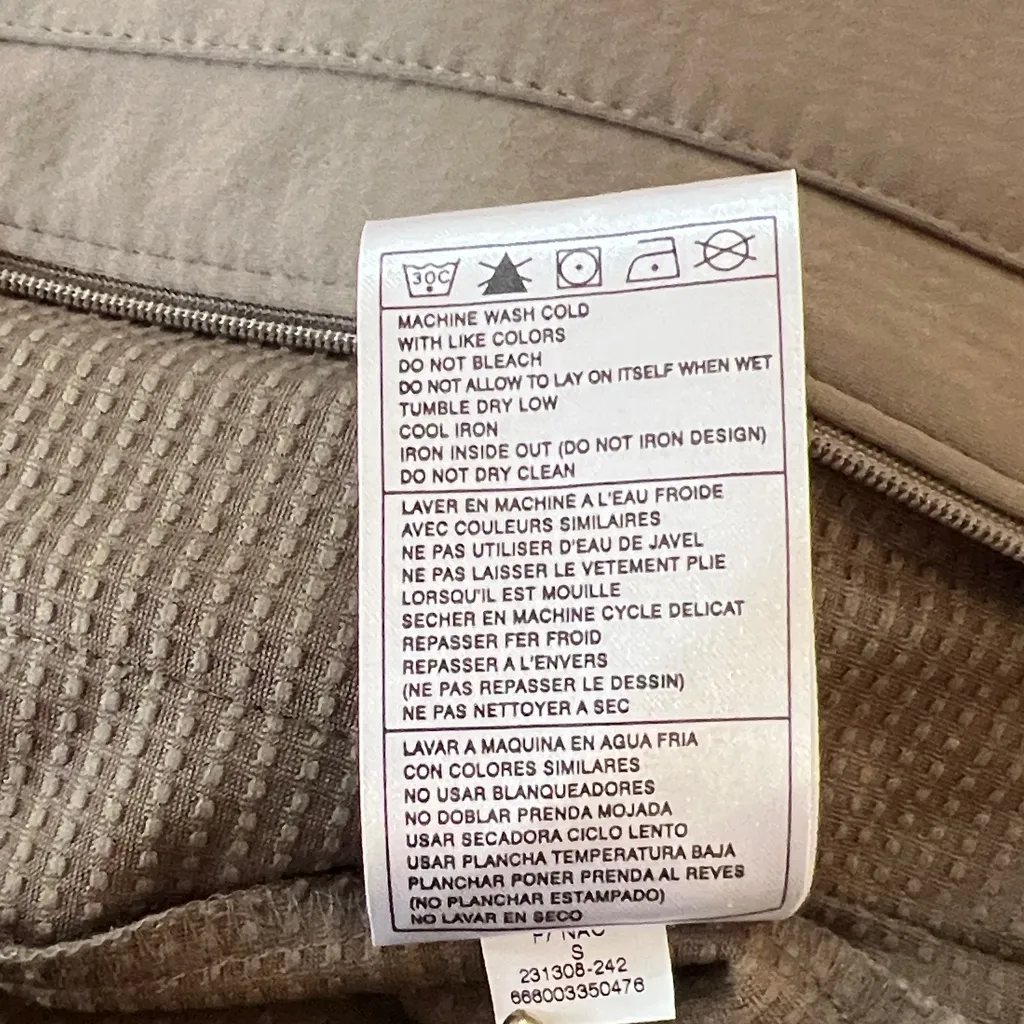 30C
MACHINE WASH COLD
WITH LIKE COLORS
DO NOT BLEACH
DO NOT ALLOW TO LAY ON ITSELF WHEN WET
TUMBLE DRY LOW
COOL IRON
IRON INSIDE OUT (DO NOT IRON DESIGN)
DO NOT DRY CLEAN
LAVER EN MACHINE A L'EAU FROIDE
AVEC COULEURS SIMILAIRES
NE PAS UTILISER D'EAU DE JAVEL
NE PAS LAISSER LE VETEMENT PLIE
LORSQU'IL EST MOUILLE
SECHER EN MACHINE CYCLE DELICAT
REPASSER FER FROID
REPASSER A L'ENVERS
(NE PAS REPASSER LE DESSIN)
NE PAS NETTOYER A SEC
LAVAR A MAQUINA EN AGUA FRIA
CON COLORES SIMILARES
NO USAR BLANQUEADORES
NO DOBLAR PRENDA MOJADA
USAR SECADORA CICLO LENTO
USAR PLANCHA TEMPERATURA BAJA
PLANCHAR PONER PRENDA AL REVES
(NO PLANCHAR ESTAMPADO)
NO LAVAR EN SECO
S
231308-242
666003350476